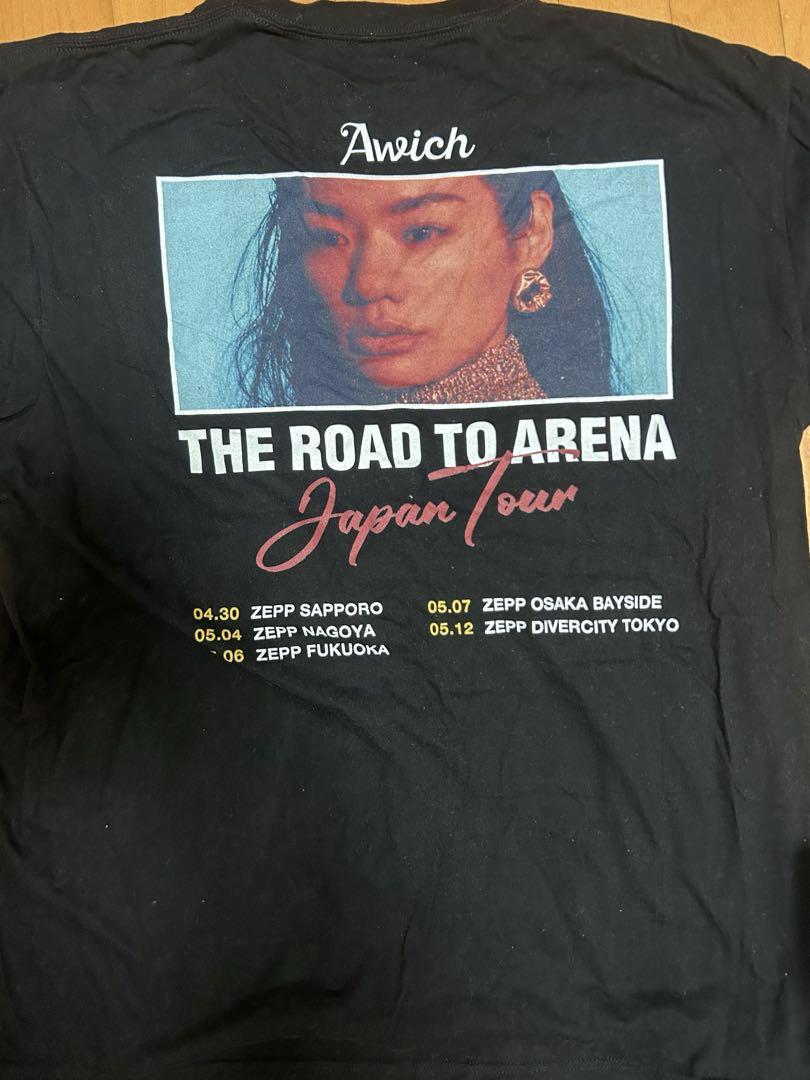 Awich
THE ROAD TO ARENA
Japan Tour
04.30 ZEPP SAPPORO
05.04 ZEPP NAGOYA
06 ZEPP FUKUOKA
05.07 ZEPP OSAKA BAYSIDE
05.12 ZEPP DIVERCITY TOKYO